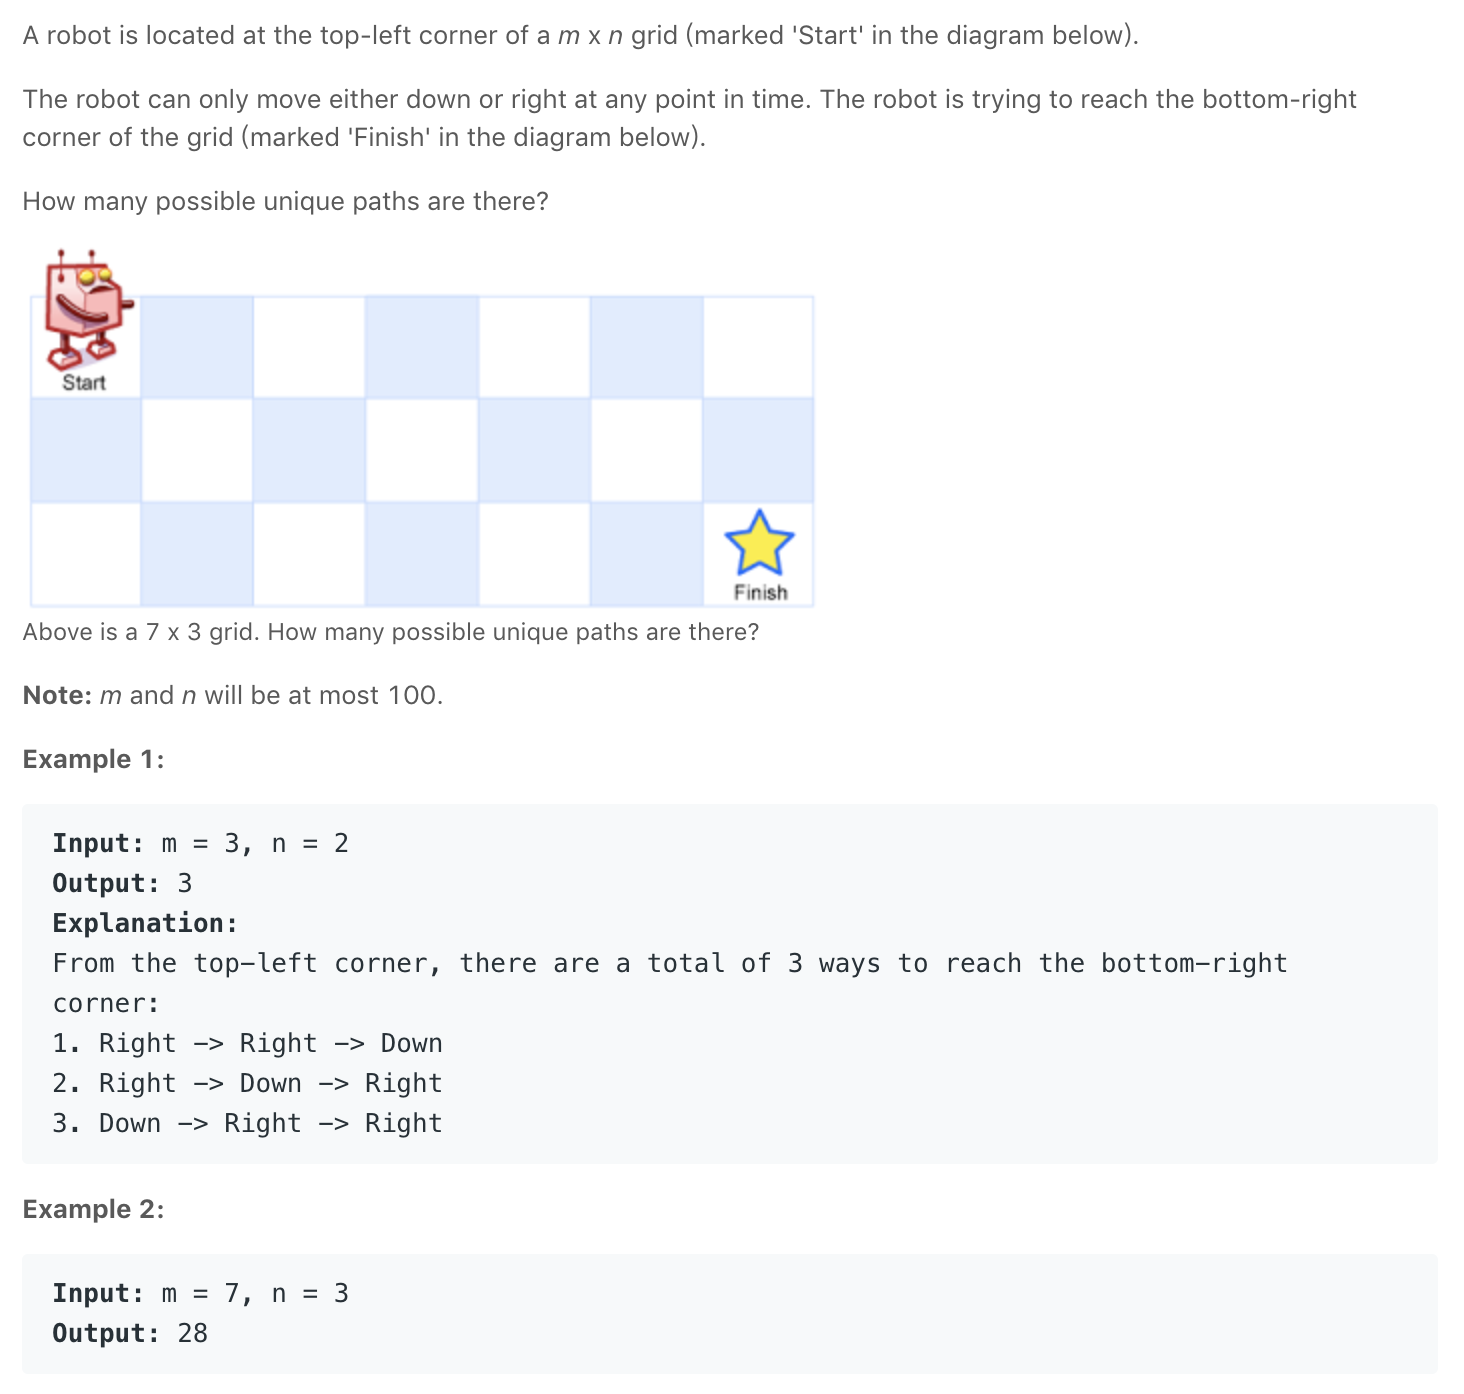 A robot is located at the top-left corner of a m x n grid (marked 'Start' in the diagram below).
The robot can only move either down or right at any point in time. The robot is trying to reach the bottom-right
corner of the grid (marked 'Finish' in the diagram below).
How many possible unique paths are there?
Start
Finish
Above is a 7 x 3 grid. How many possible unique paths are there?
Note: m and n will be at most 100.
Example 1:
Input: m = 3, n = 2
Output: 3
Explanation:
From the top-left corner, there are a total of 3 ways to reach the bottom-right
corner:
1. Right -> Right -> Down
2. Right -> Down -> Right
3. Down -> Right -> Right
Example 2:
Input: m = 7, n = 3
Output: 28